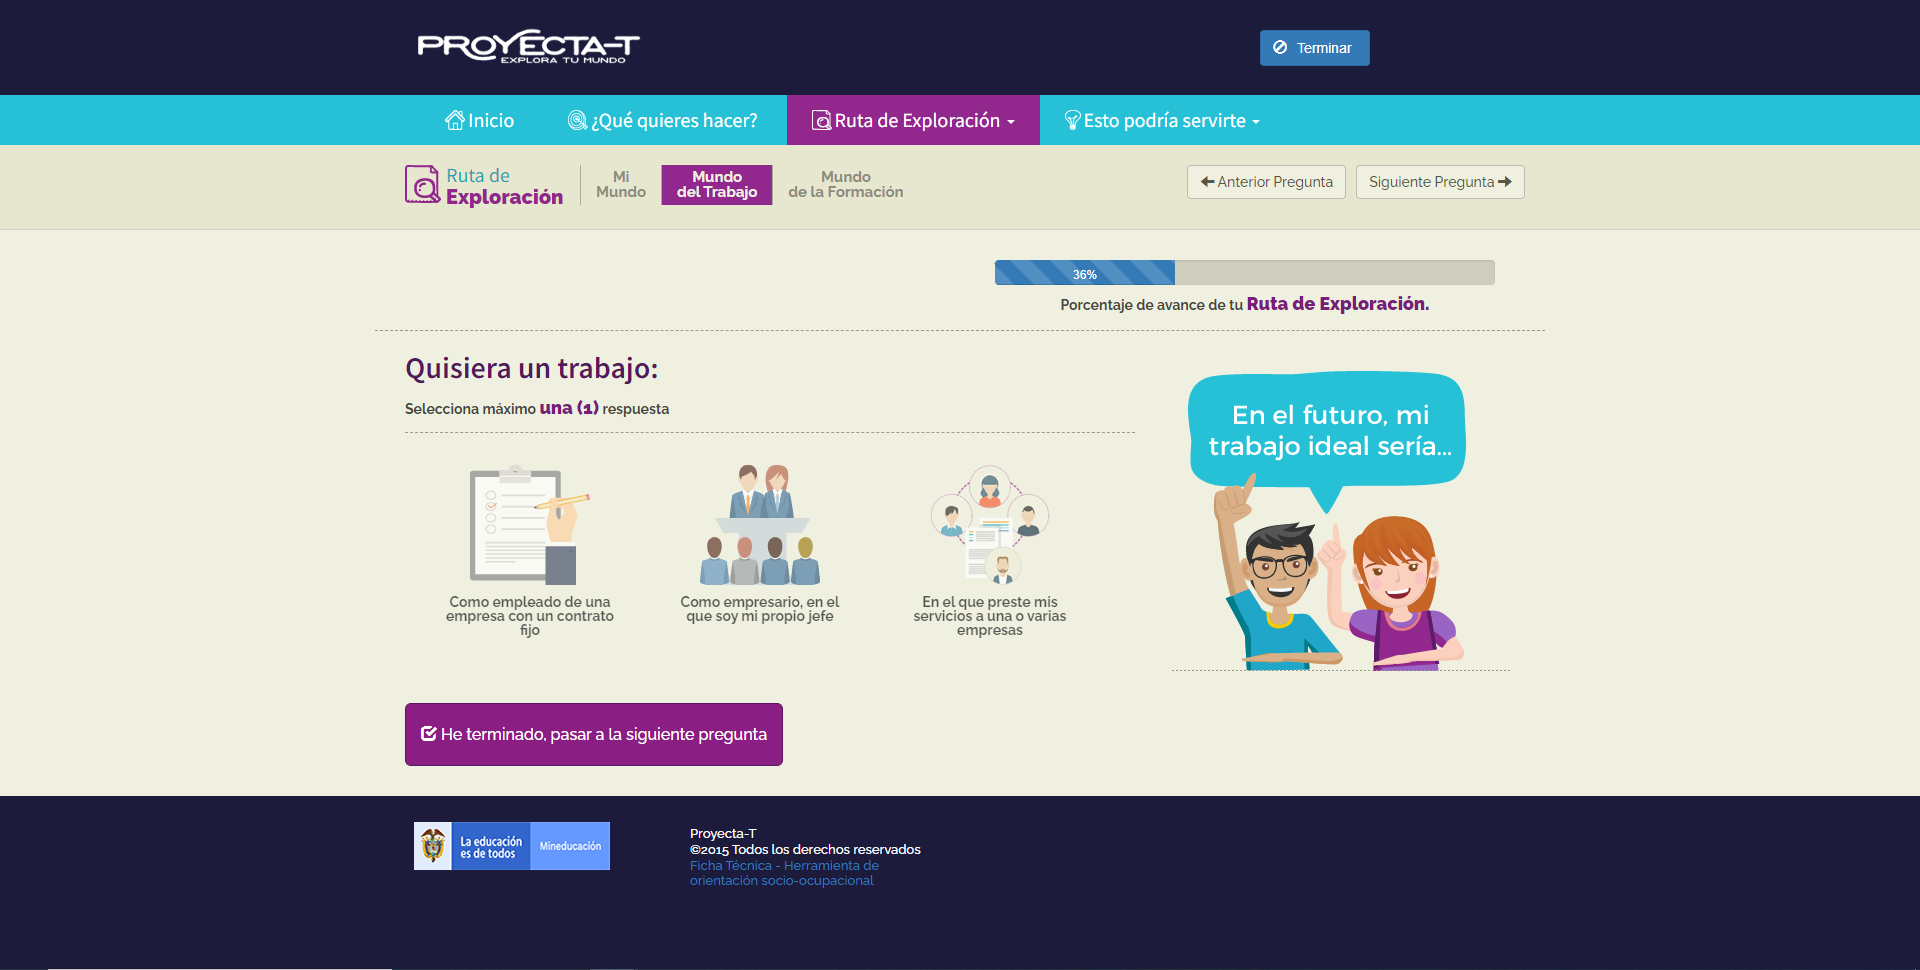 PROYECTA-T
EXPLORA TU MUNDO
Terminar
Inicio
¿Qué quieres hacer?
Ruta de Exploración
Esto podría servirte
Ruta de
Exploración
Mi
Mundo
Mundo
del Trabajo
Mundo
de la Formación
Anterior Pregunta
Siguiente Pregunta
36%
Porcentaje de avance de tu Ruta de Exploración.
Quisiera un trabajo:
Selecciona máximo una (1) respuesta
Como empleado de una
empresa con un contrato
fijo
Como empresario, en el
que soy mi propio jefe
En el que preste mis
servicios a una o varias
empresas
En el futuro, mi
trabajo ideal sería...
He terminado, pasar a la siguiente pregunta
La educación
es de todos
Mineducación
Proyecta-T
©2015 Todos los derechos reservados
Ficha Técnica - Herramienta de
orientación socio-ocupacional